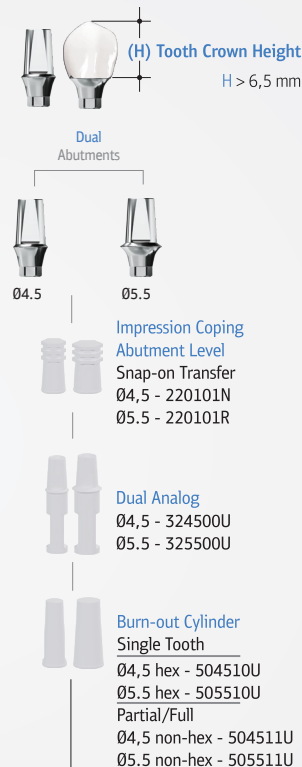 (H) Tooth Crown Height
H > 6,5 mm
Dual
Abutments
Ø4.5
Ø5.5
Impression Coping
Abutment Level
Snap-on Transfer
Ø4,5 - 220101N
Ø5.5 - 220101R
Dual Analog
Ø4,5 - 324500U
Ø5.5 - 325500U
Burn-out Cylinder
Single Tooth
Ø4,5 hex - 504510U
Ø5.5 hex - 505510U
Partial/Full
Ø4,5 non-hex - 504511U
Ø5.5 non-hex - 505511U